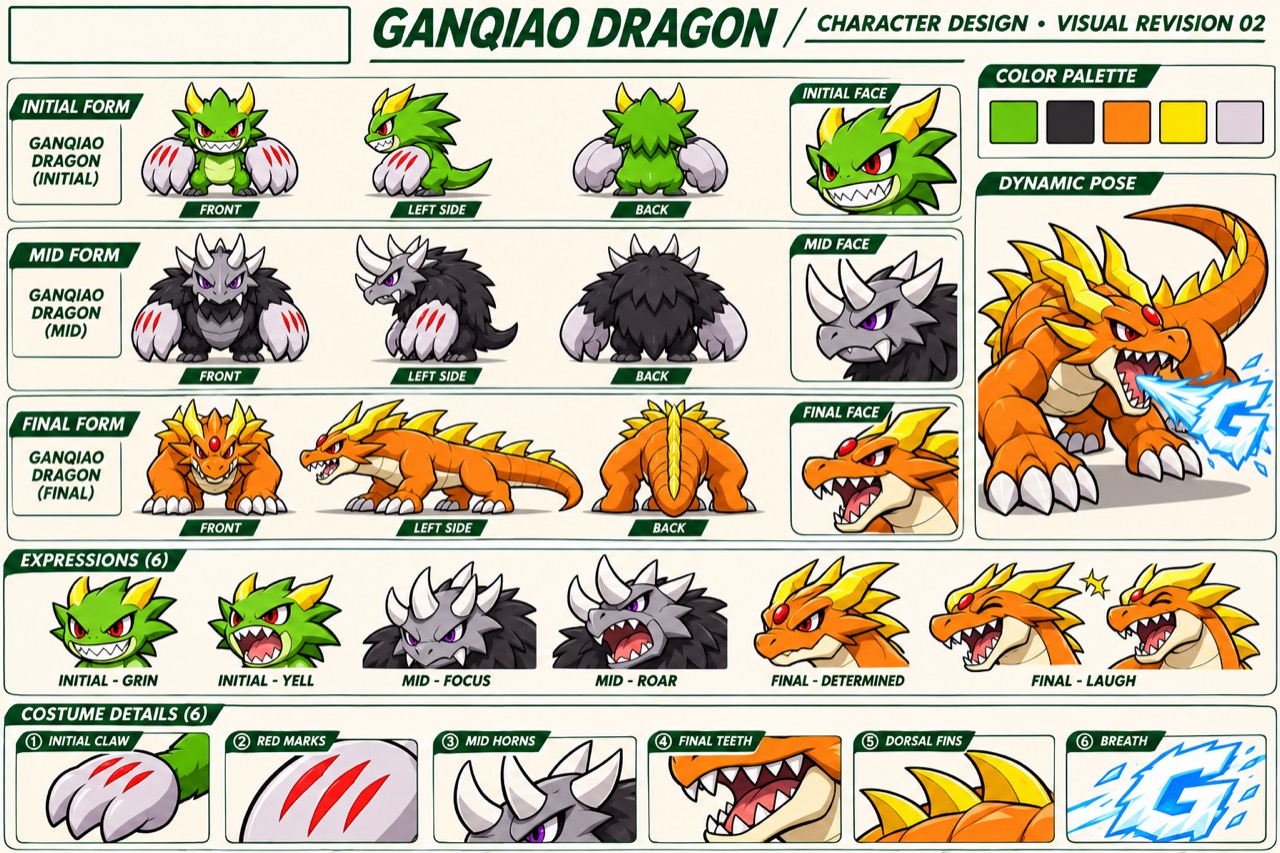 GANQIAO DRAGON / CHARACTER DESIGN • VISUAL REVISION 02
INITIAL FORM
GANQIAO
DRAGON
(INITIAL)
FRONT
LEFT SIDE
BACK
INITIAL FACE
COLOR PALETTE
MID FORM
GANQIAO
DRAGON
(MID)
FRONT
LEFT SIDE
BACK
MID FACE
DYNAMIC POSE
G
FINAL FORM
GANQIAO
DRAGON
(FINAL)
FRONT
LEFT SIDE
BACK
FINAL FACE
EXPRESSIONS (6)
INITIAL - GRIN
INITIAL - YELL
MID - FOCUS
MID - ROAR
FINAL - DETERMINED
FINAL - LAUGH
COSTUME DETAILS (6)
① INITIAL CLAW
② RED MARKS
③ MID HORNS
④ FINAL TEETH
⑤ DORSAL FINS
⑥ BREATH
G